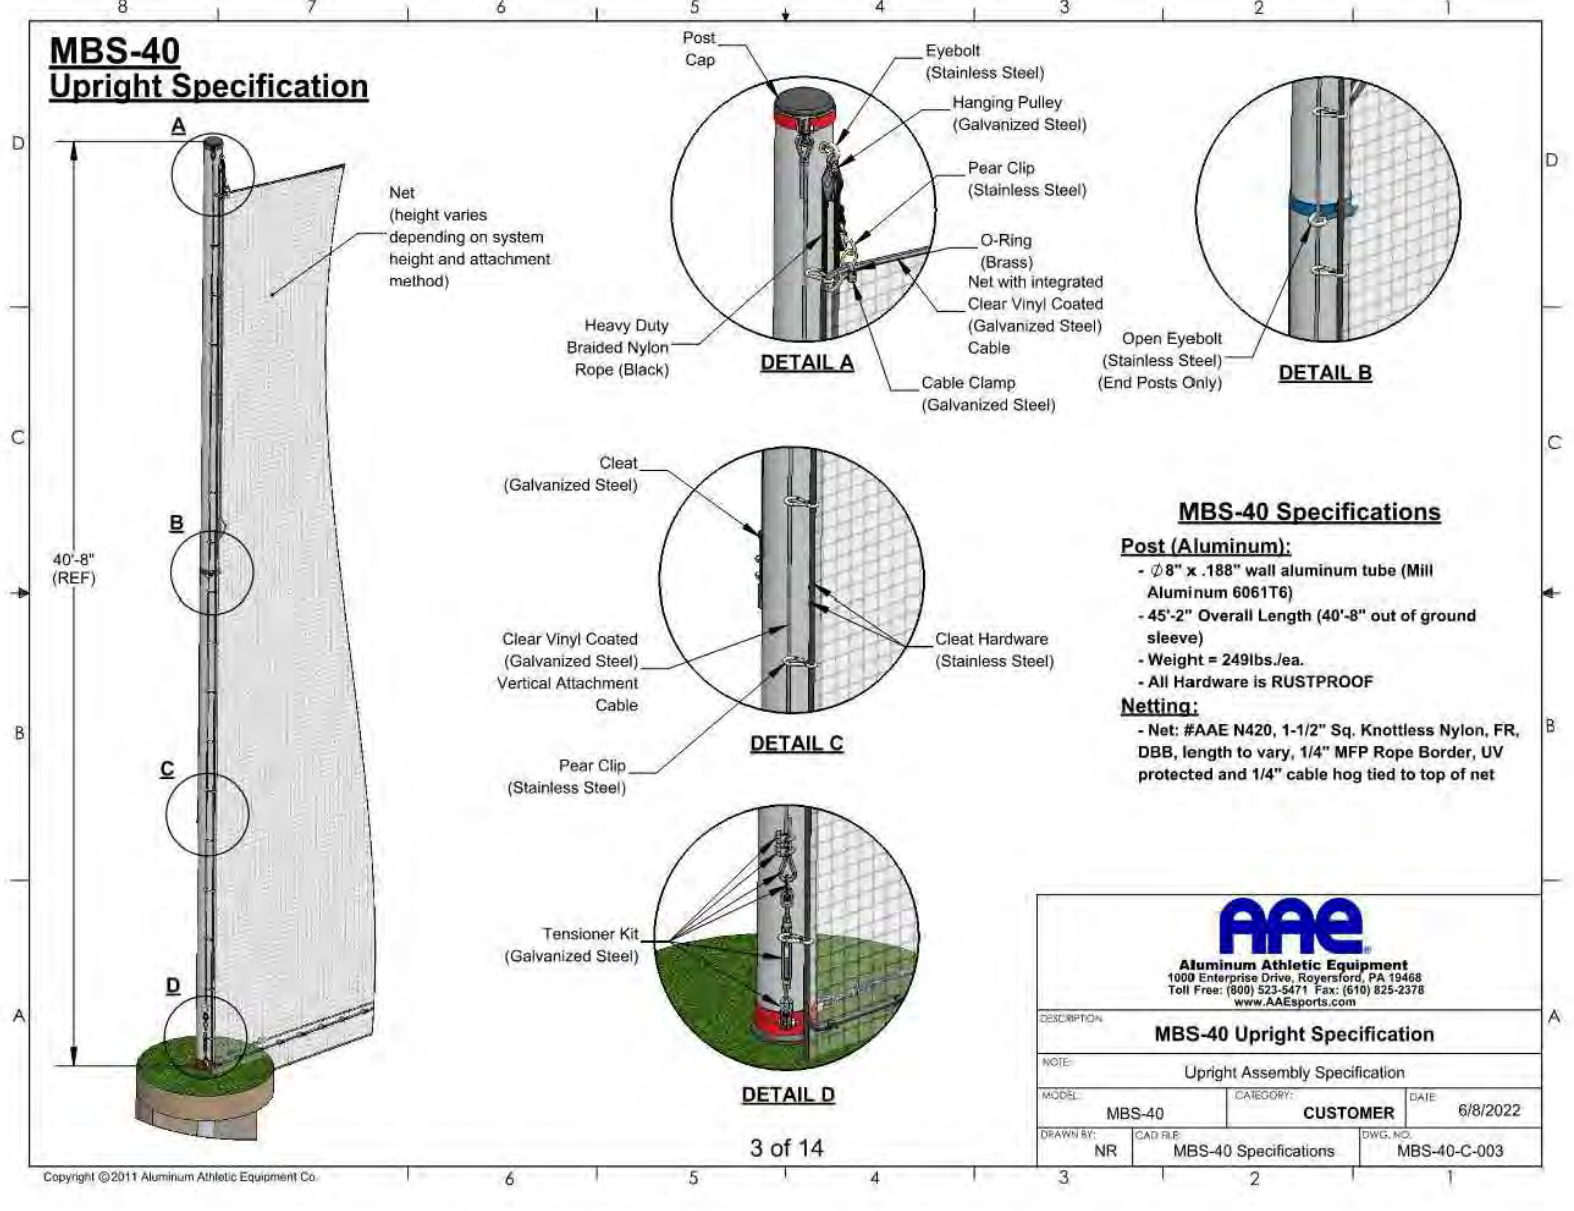 8 7 6 5 4 3 2 1
MBS-40
Upright Specification
A
D
D
Net
(height varies
depending on system
height and attachment
method)
Post
Cap
Eyebolt
(Stainless Steel)
Hanging Pulley
(Galvanized Steel)
Pear Clip
(Stainless Steel)
O-Ring
(Brass)
Net with integrated
Clear Vinyl Coated
(Galvanized Steel)
Cable
Heavy Duty
Braided Nylon
Rope (Black)
DETAIL A
Cable Clamp
(Galvanized Steel)
Open Eyebolt
(Stainless Steel)
(End Posts Only)
DETAIL B
C
C
Cleat
(Galvanized Steel)
B
40'-8"
(REF)
Clear Vinyl Coated
(Galvanized Steel)
Vertical Attachment
Cable
Cleat Hardware
(Stainless Steel)
Pear Clip
(Stainless Steel)
DETAIL C
MBS-40 Specifications
Post (Aluminum):
- ∅8" x .188" wall aluminum tube (Mill
Aluminum 6061T6)
- 45'-2" Overall Length (40'-8" out of ground
sleeve)
- Weight = 249lbs./ea.
- All Hardware is RUSTPROOF
Netting:
- Net: #AAE N420, 1-1/2" Sq. Knottless Nylon, FR,
DBB, length to vary, 1/4" MFP Rope Border, UV
protected and 1/4" cable hog tied to top of net
B
B
C
D
Tensioner Kit
(Galvanized Steel)
DETAIL D
A
A
3 of 14
AAE®
Aluminum Athletic Equipment
1000 Enterprise Drive, Royersford, PA 19468
Toll Free: (800) 523-5471 Fax: (610) 825-2378
www.AAEsports.com
DESCRIPTION:
MBS-40 Upright Specification
NOTE:
Upright Assembly Specification
MODEL: MBS-40 CATEGORY: CUSTOMER DATE: 6/8/2022
DRAWN BY: NR CAD FILE: MBS-40 Specifications DWG. NO. MBS-40-C-003
Copyright ©2011 Aluminum Athletic Equipment Co.
6 5 4 3 2 1